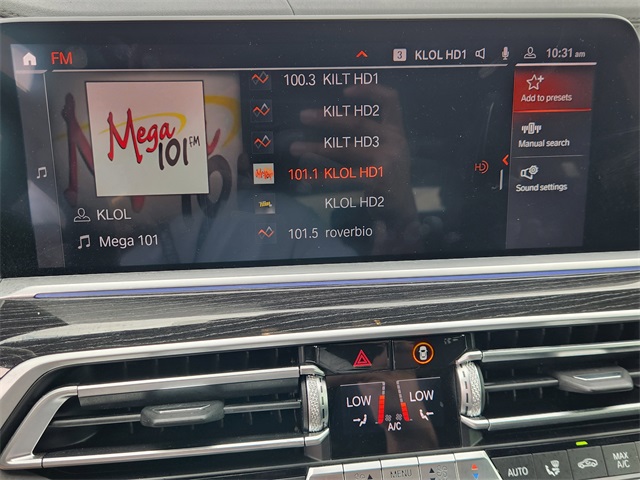 FM
3 KLOL HD1 10:31 am
100.3 KILT HD1
KILT HD2
KILT HD3
101.1 KLOL HD1
KLOL HD2
101.5 roverbio
Mega
101 FM
KLOL
Mega 101
Add to presets
Manual search
Sound settings
HD
LOW LOW
A/C
MENU
AUTO
MAX
A/C